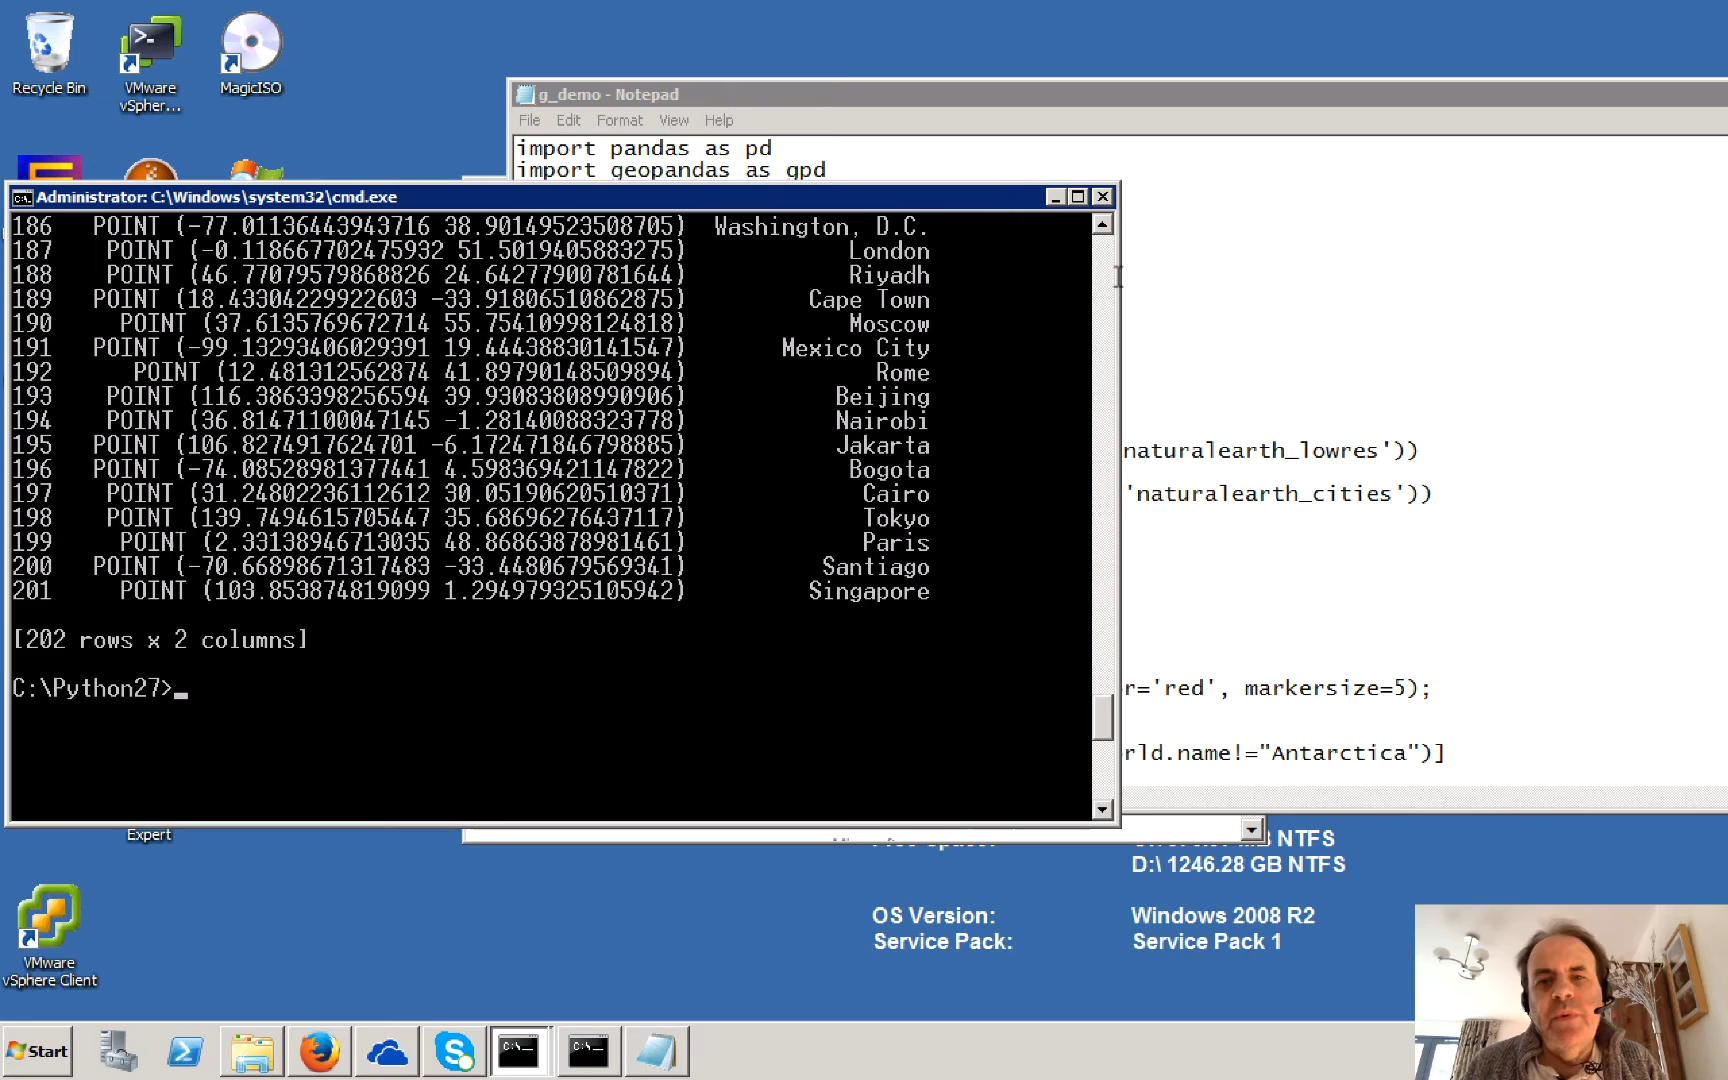 Recycle Bin
VMware
vSpher...
MagicISO
g_demo - Notepad
File Edit Format View Help
import pandas as pd
import geopandas as gpd
Administrator: C:\Windows\system32\cmd.exe
186 POINT (-77.01136443943716 38.901495235087054) Washington, D.C.
187 POINT (-0.118667702475932 51.5019405883275) London
188 POINT (46.77079579868826 24.64277900781644) Riyadh
189 POINT (18.43304229922603 -33.91806510862875) Cape Town
190 POINT (37.6135769672714 55.75410998124818) Moscow
191 POINT (-99.13293406029391 19.44438830141547) Mexico City
192 POINT (12.481312562874 41.89790148509894) Rome
193 POINT (116.3863398256594 39.93083808990906) Beijing
194 POINT (36.81471100047145 -1.28140088323778) Nairobi
195 POINT (106.8274917624701 -6.172471846798885) Jakarta
196 POINT (-74.08528981377441 4.598369421147822) Bogota
197 POINT (31.24802236112612 30.05190620510371) Cairo
198 POINT (139.7494615705447 35.68696276437117) Tokyo
199 POINT (2.33138946713035 48.86863878981461) Paris
200 POINT (-70.66898671317483 -33.4480679569341) Santiago
201 POINT (103.853874819099 1.294979325105942) Singapore
[202 rows x 2 columns]
C:\Python27>_
naturalearth_lowres'))
'naturalearth_cities'))
r='red', markersize=5);
rld.name!="Antarctica")]
Expert
NTFS
D:\ 1246.28 GB NTFS
OS Version: Windows 2008 R2
Service Pack: Service Pack 1
VMware
vSphere Client
Start